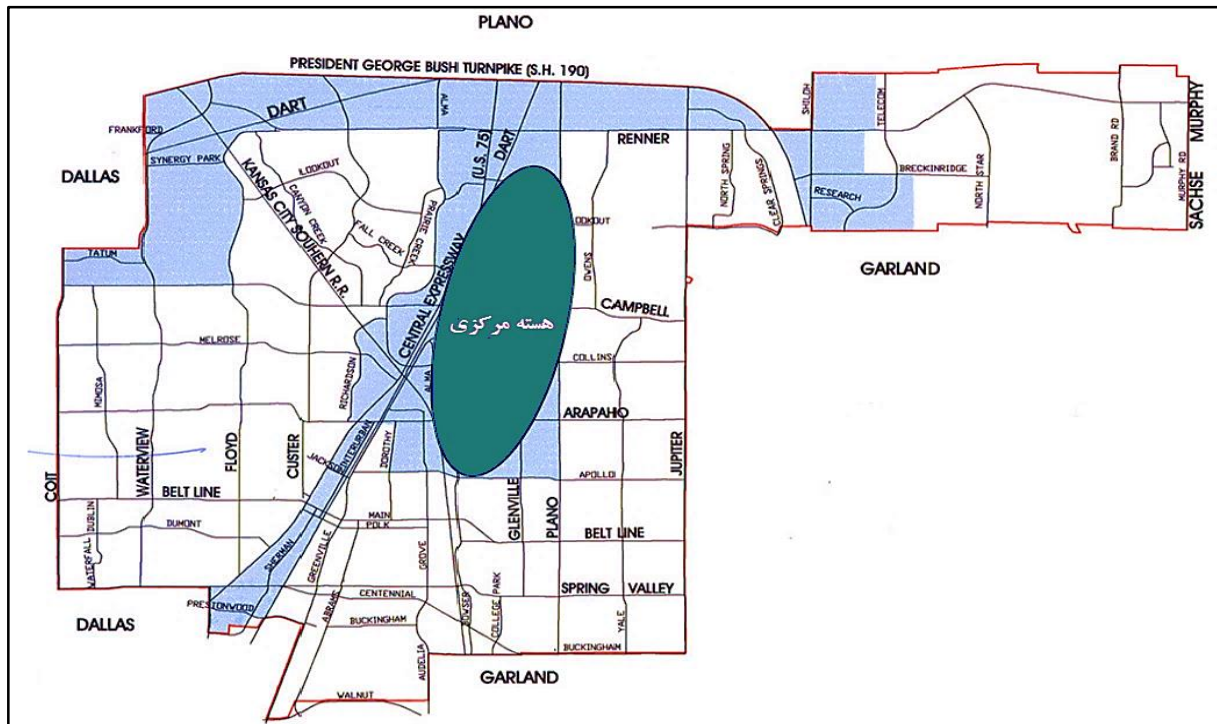 PLANO
PRESIDENT GEORGE BUSH TURNPIKE (S.H. 190)
DART
ALMA
(U.S. 75)
DART
SHILOH
TELECOM
FRANKFORD
RENNER
BRAND RD
MURPHY
SYNERGY PARK
DALLAS
KANSAS CITY SOUHERN R.R.
LOOKOUT
CANYON CREEK
FALL CREEK
PRAIRIE CREEK
LOOKOUT
OWENS
NORTH SPRING
CLEAR SPRINGS
RESEARCH
BRECKINRIDGE
NORTH STAR
MURPHY RD
SACHSE
TATUM
GARLAND
CENTRAL EXPRESSWAY
CAMPBELL
هسته مرکزی
MELROSE
MIMOSA
RICHARDSON
ALMA
COLLINS
ARAPAHO
COIT
WATERVIEW
FLOYD
CUSTER
JACKSON
INTERURBAN
DOROTHY
APOLLO
JUPITER
BELT LINE
DUBLIN
WATERFALL
DUMONT
MAIN
POLK
GLENVILLE
PLANO
BELT LINE
SHERMAN
GREENVILLE
GROVE
PRESTONWOOD
CENTENNIAL
SPRING VALLEY
DALLAS
ABRAMS
BUCKINGHAM
BOWSER
COLLEGE PARK
YALE
BUCKINGHAM
AUDELIA
GARLAND
WALNUT